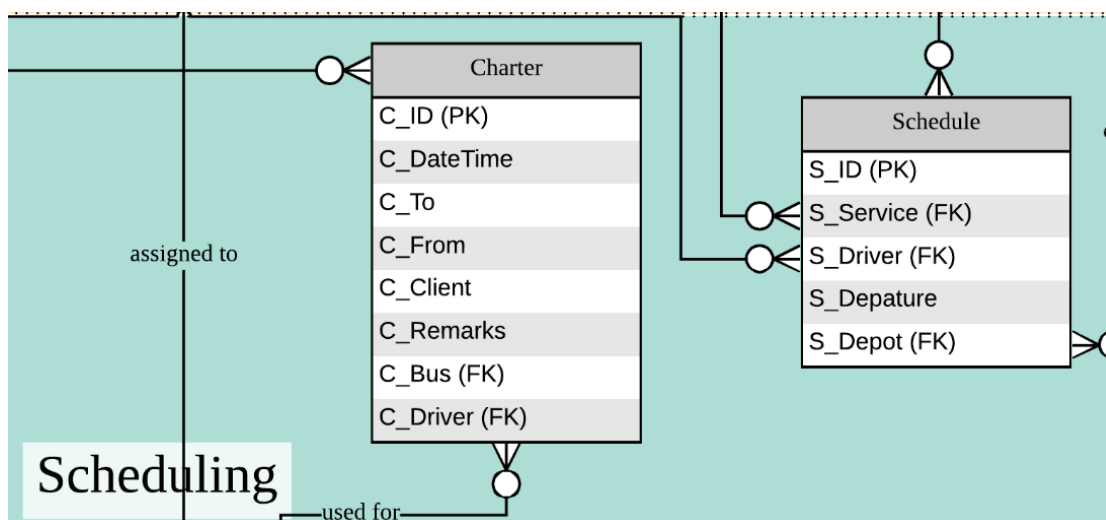 Charter
C_ID (PK)
C_DateTime
C_To
C_From
C_Client
C_Remarks
C_Bus (FK)
C_Driver (FK)
Schedule
S_ID (PK)
S_Service (FK)
S_Driver (FK)
S_Depature
S_Depot (FK)
assigned to
Scheduling
used for